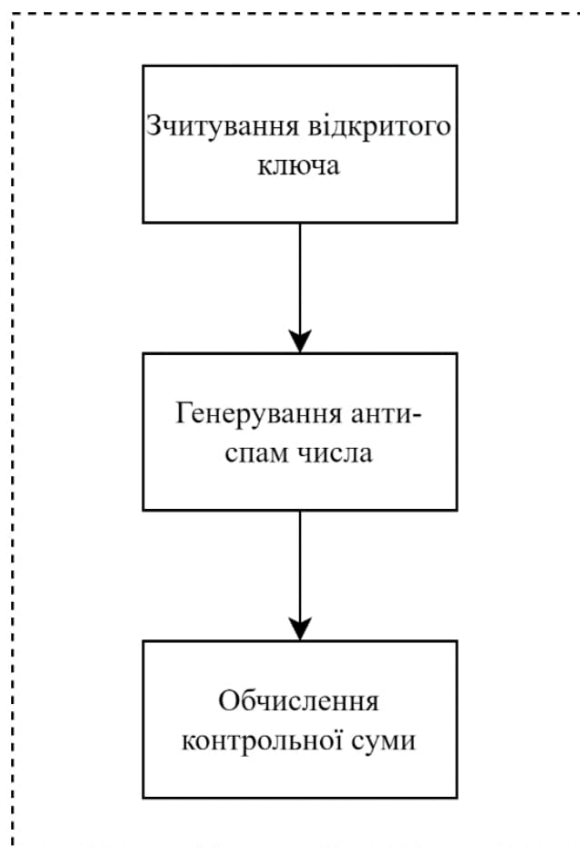 Зчитування відкритого
ключа
Генерування анти-
спам числа
Обчислення
контрольної суми